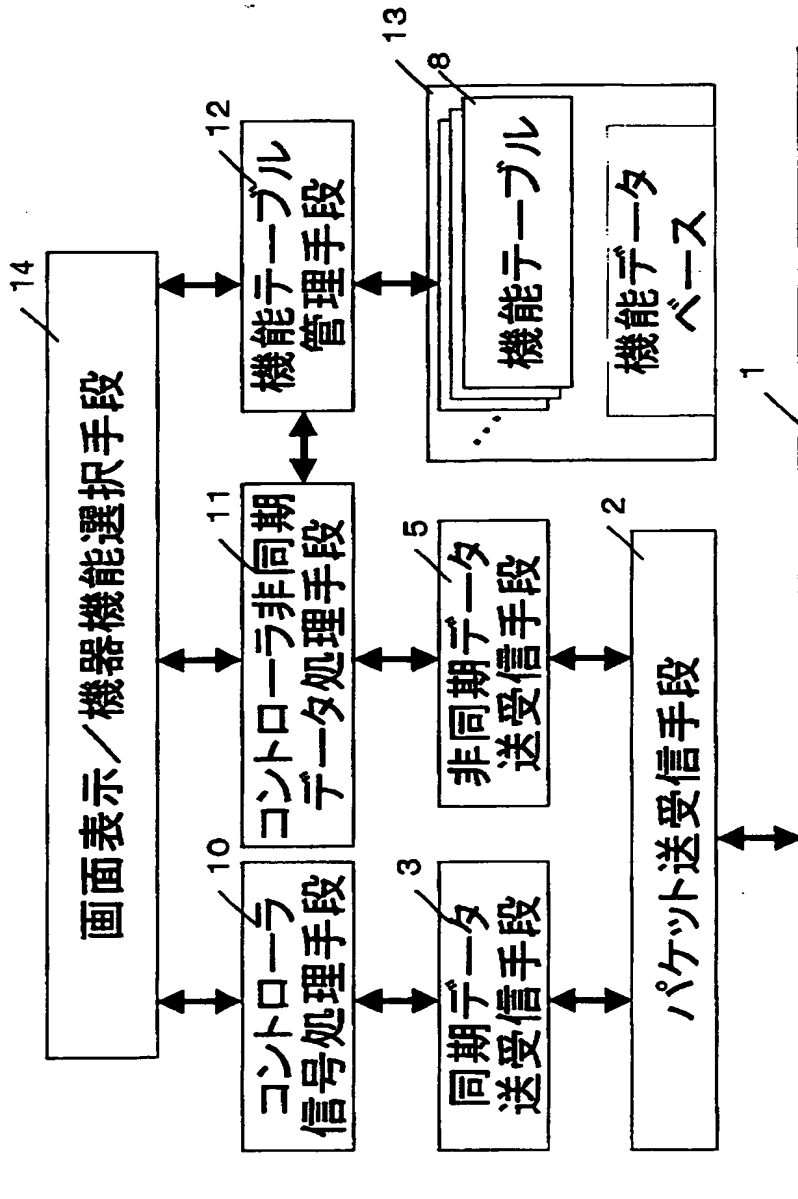 14
画面表示/機器機能選択手段
10
コントローラ
信号処理手段
11
コントローラ非同期
データ処理手段
12
機能テーブル
管理手段
3
同期データ
送受信手段
5
非同期データ
送受信手段
13
8
機能テーブル
・・・
機能データ
ベース
2
パケット送受信手段
1